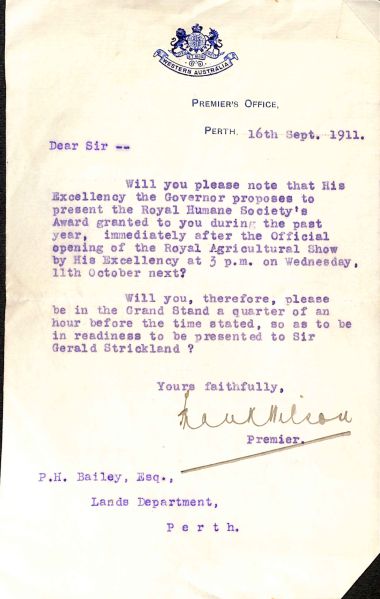 WESTERN AUSTRALIA
PREMIER'S OFFICE,
PERTH. 16th Sept. 1911.
Dear Sir --
Will you please note that His
Excellency the Governor proposes to
present the Royal Humane Society's
Award granted to you during the past
year, immediately after the Official
opening of the Royal Agricultural Show
by His Excellency at 3 p.m. on Wednesday,
11th October next?
Will you, therefore, please
be in the Grand Stand a quarter of an
hour before the time stated, so as to be
in readiness to be presented to Sir
Gerald Strickland ?
Yours faithfully,
Frank Wilson
Premier.
P.H. Bailey, Esq.,
Lands Department,
Perth.